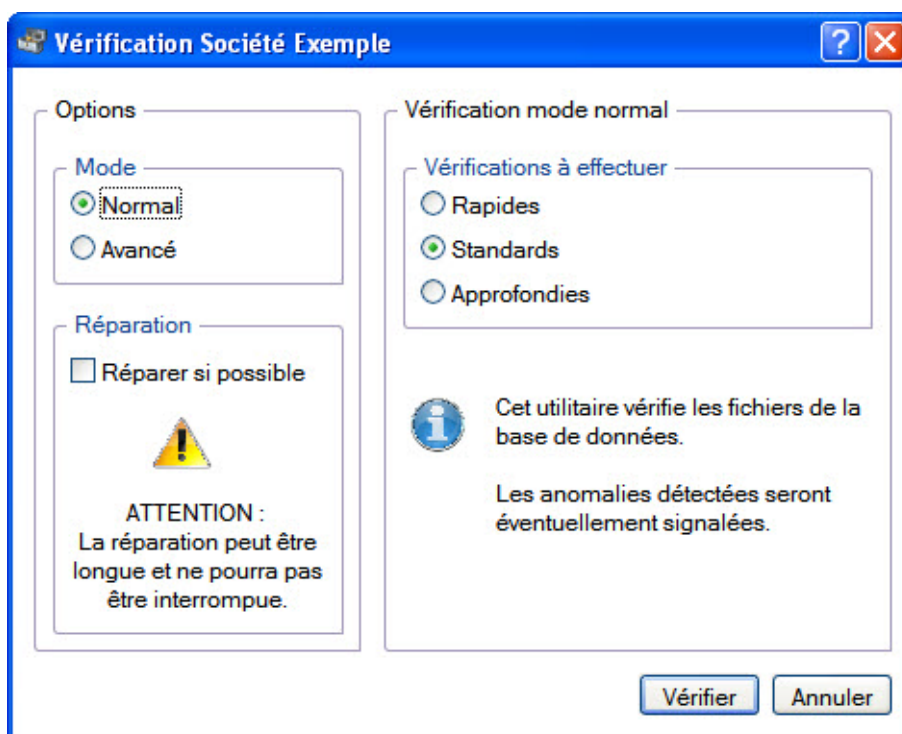 Vérification Société Exemple
Options
Mode
Normal
Avancé
Réparation
Réparer si possible
ATTENTION :
La réparation peut être
longue et ne pourra pas
être interrompue.
Vérification mode normal
Vérifications à effectuer
Rapides
Standards
Approfondies
Cet utilitaire vérifie les fichiers de la
base de données.
Les anomalies détectées seront
éventuellement signalées.
Vérifier
Annuler